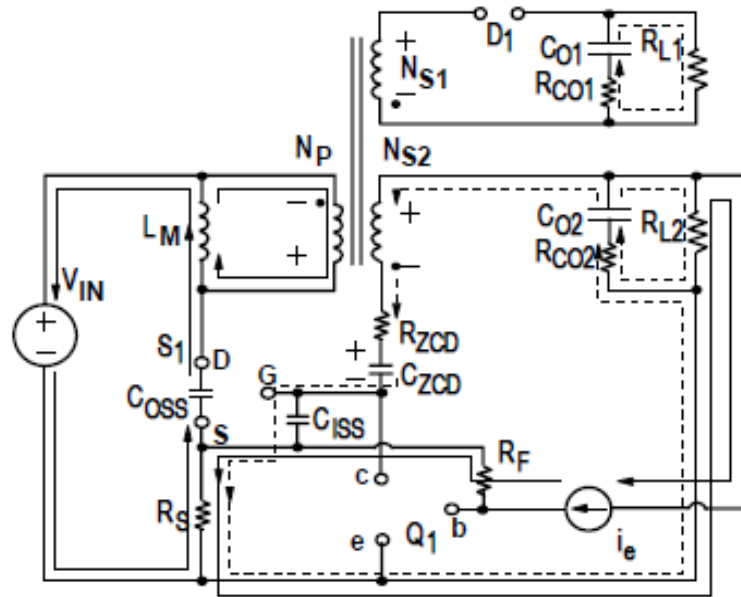 D1
CO1
RL1
RCO1
+
NS1
−
NP
NS2
LM
−
+
+
−
CO2
RL2
RCO2
VIN
+
−
S1
D
COSS
S
G
+
−
RZCD
CZCD
CISS
RF
c
b
RS
e
Q1
ie